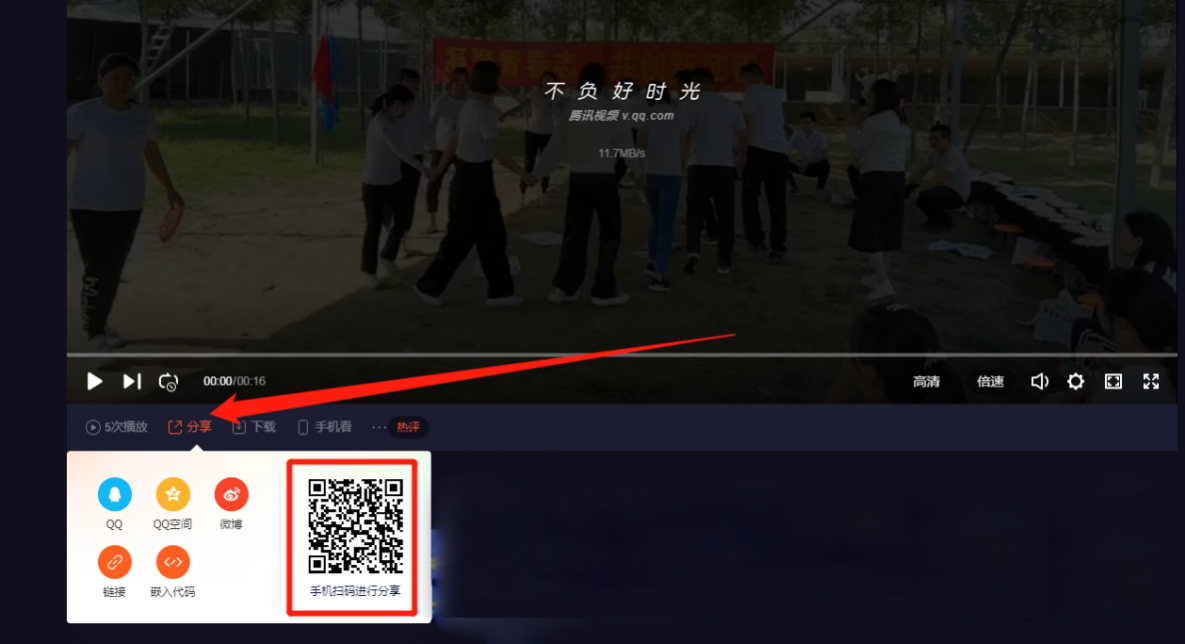 不负好时光
腾讯视频 v.qq.com
11.7MB/s
00:00/00:16
高清
倍速
5次播放
分享
下载
手机看
热评
QQ
QQ空间
微博
链接
嵌入代码
手机扫码进行分享